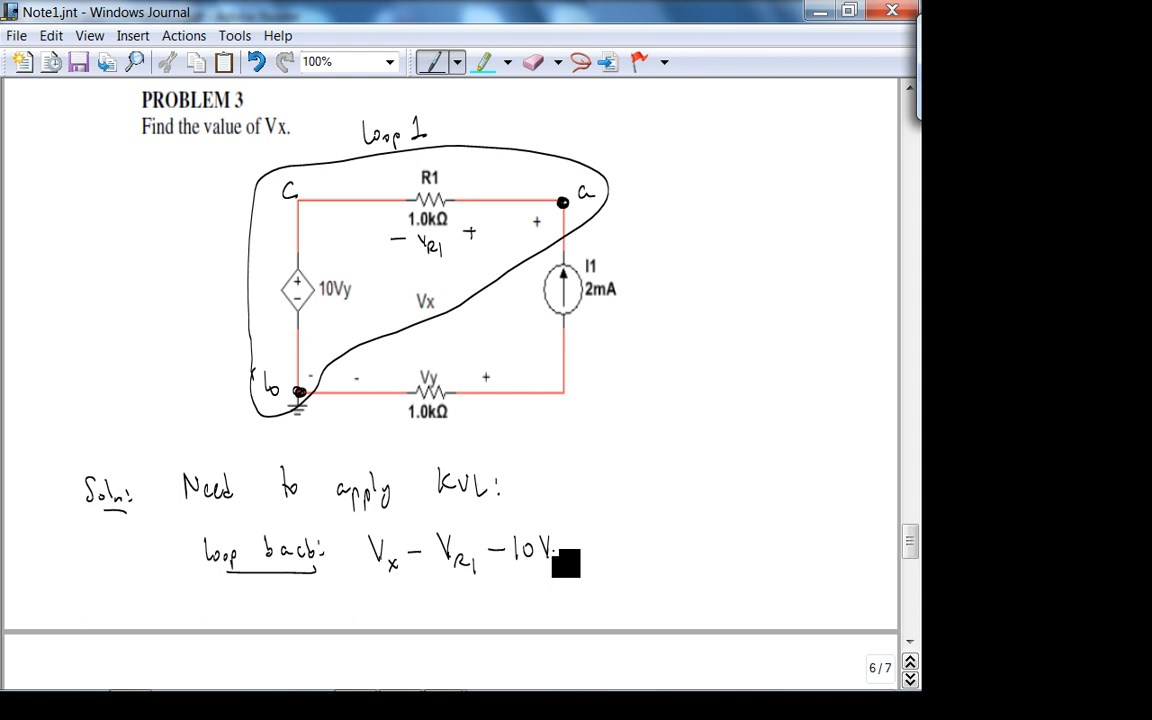 Note1.jnt - Windows Journal
File Edit View Insert Actions Tools Help
100%
PROBLEM 3
Find the value of Vx.
Loop 1
C
R1
a
1.0kΩ
- VR1 +
+
I1
2mA
+
-
10Vy
Vx
b
-
-
Vy
+
1.0kΩ
Soln: Need to apply KVL:
loop bacb: Vx - VR1 - 10V
6 / 7